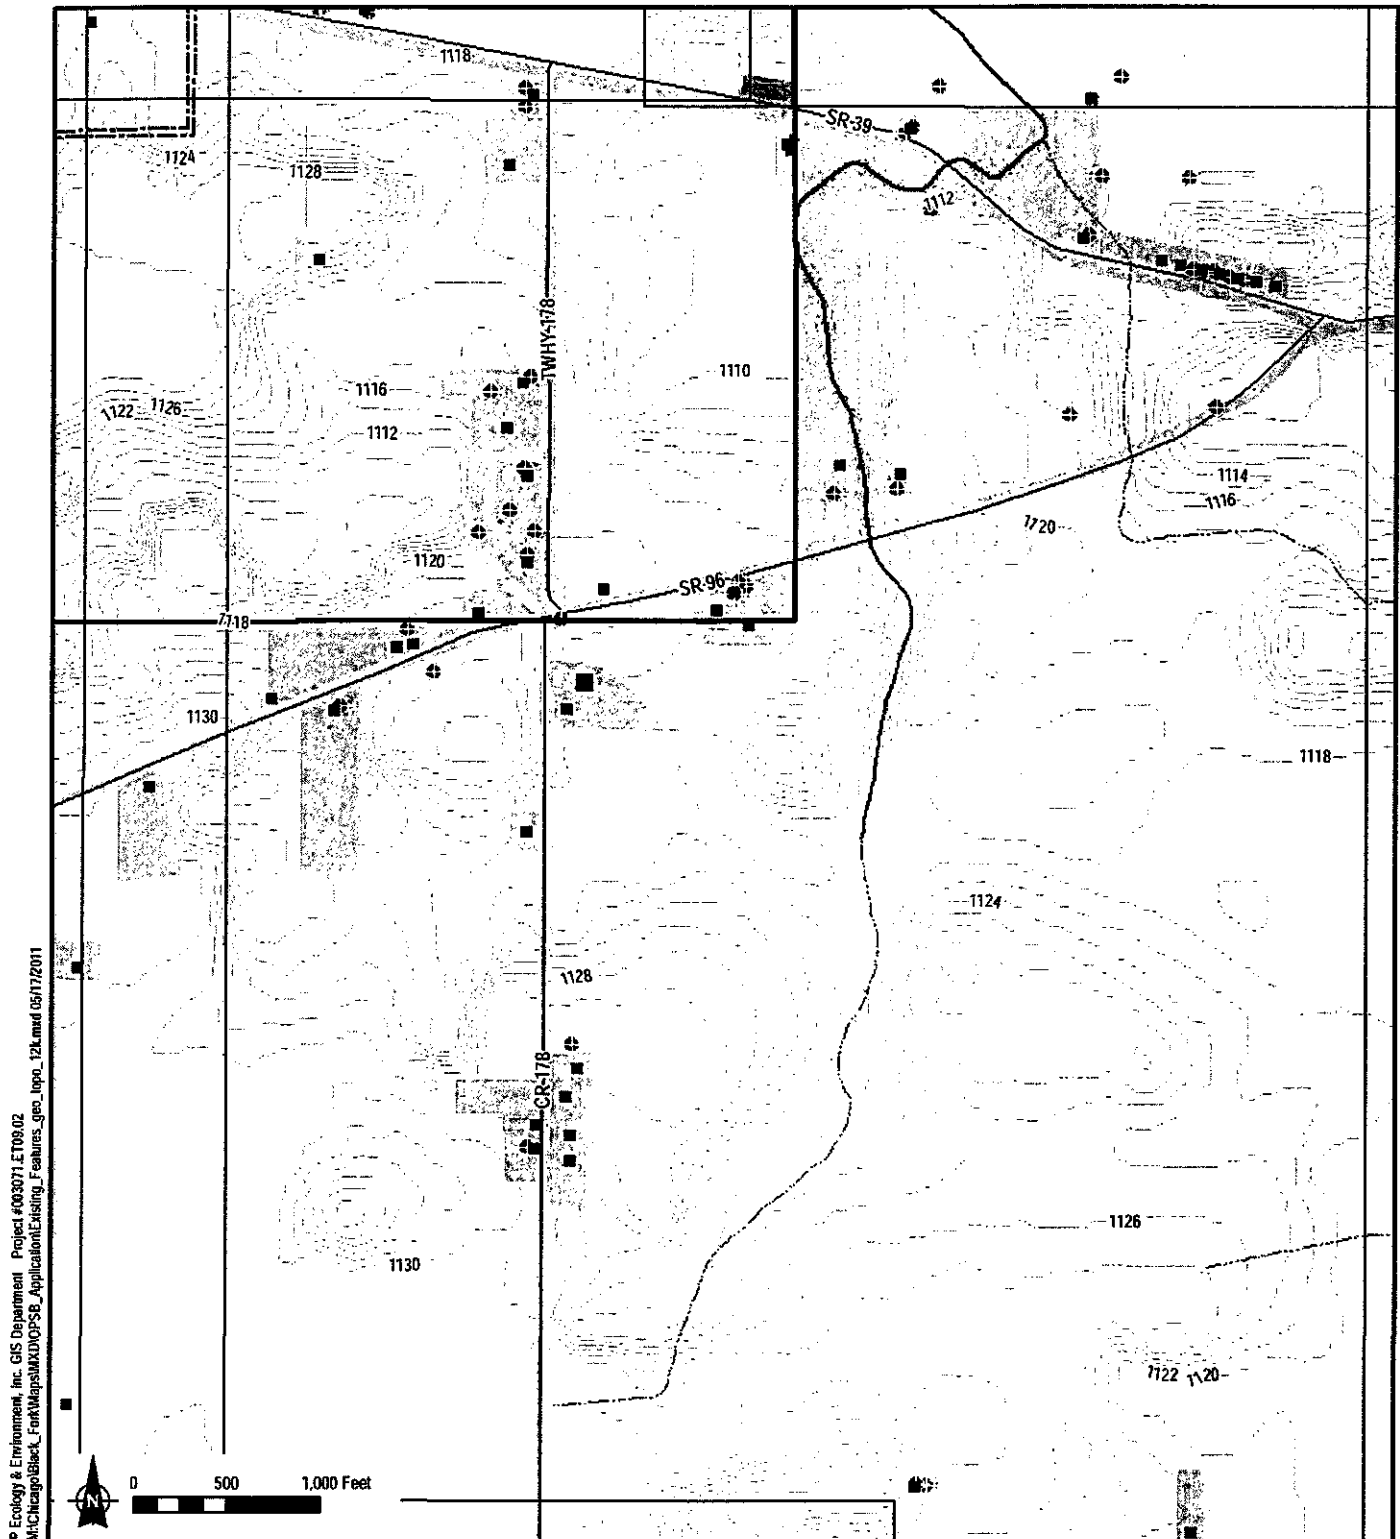 1118
SR-39
1124
1128
1112
TWHY-178
1110
1116
1122 1126
1112
1114
1116
1120
1120
SR-96
1118
1130
1118
1124
1128
CR-178
1126
1130
1122 1120
0 500 1,000 Feet
N
Ecology & Environment, Inc. GIS Department Project #003071.ET09.02
M:\Chicago\Black_Fork\Maps\MXD\OPSB_Application\Existing_Features_geo_topo_12k.mxd 05/17/2011